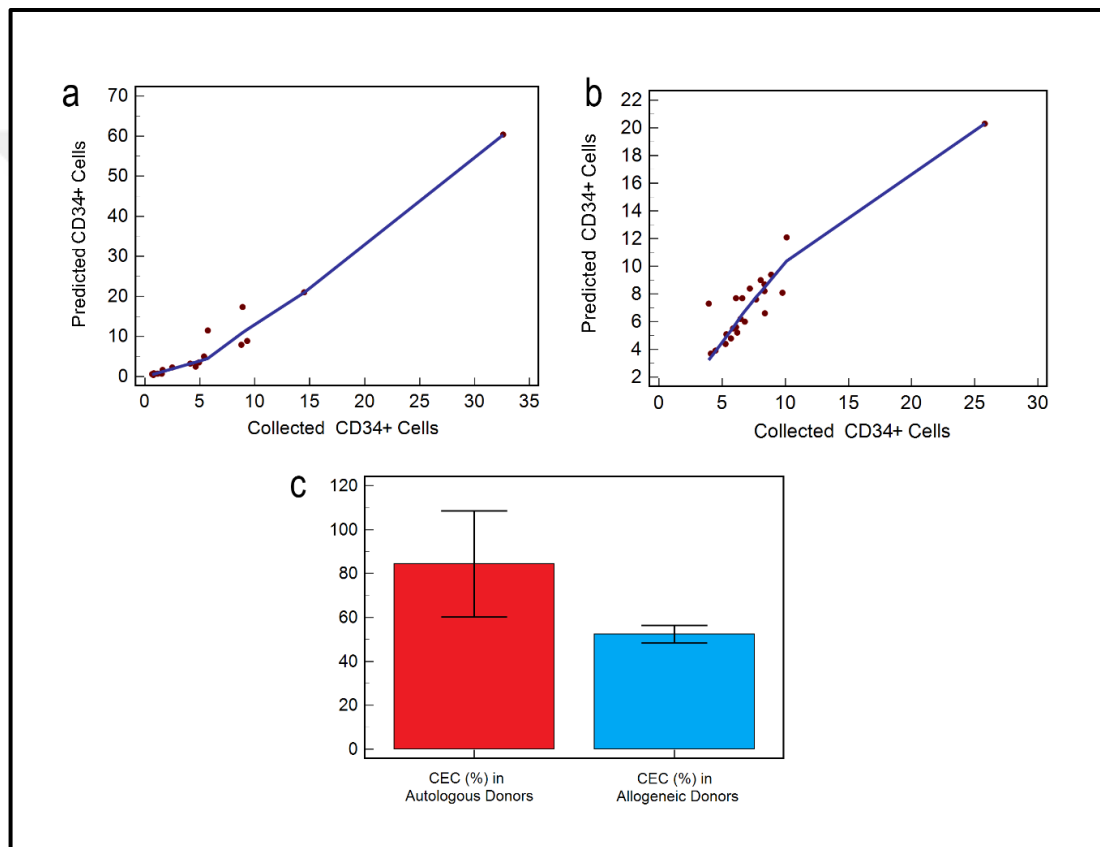 a
70
60
50
40
30
20
10
0
Predicted CD34+ Cells
0 5 10 15 20 25 30 35
Collected CD34+ Cells
b
22
20
18
16
14
12
10
8
6
4
2
Predicted CD34+ Cells
0 5 10 15 20 25 30
Collected CD34+ Cells
c
120
100
80
60
40
20
0
CEC (%) in
Autologous Donors
CEC (%) in
Allogeneic Donors